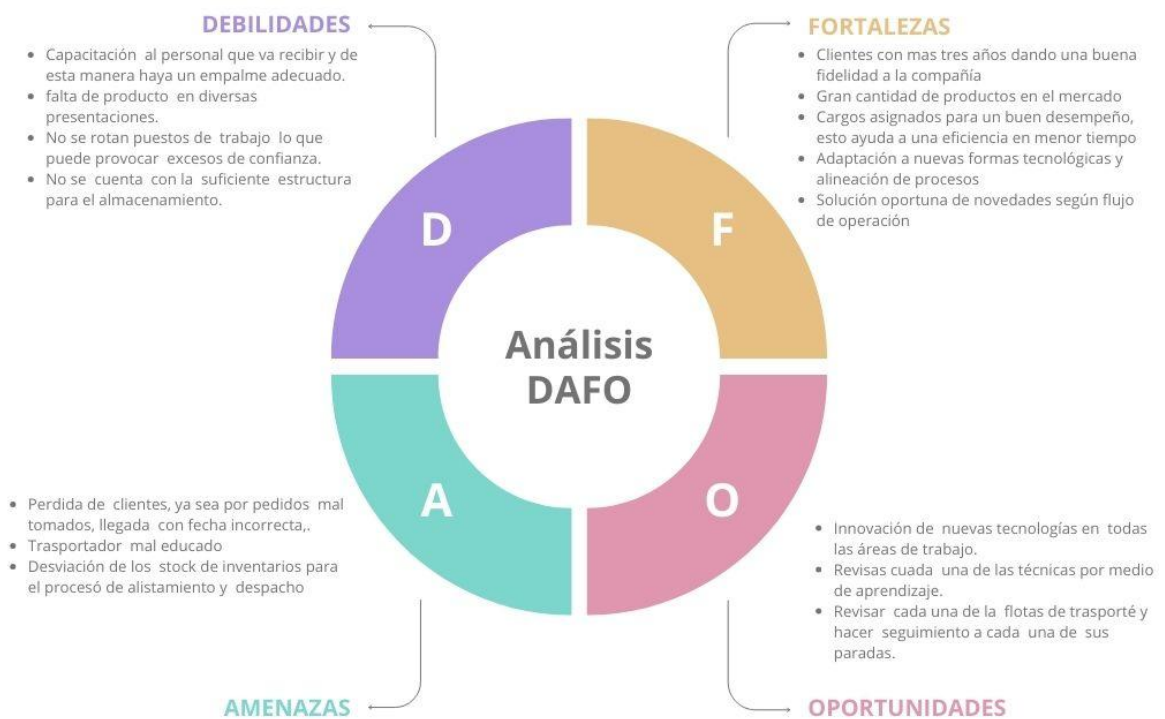 DEBILIDADES
Capacitación al personal que va recibir y de
esta manera haya un empalme adecuado.
falta de producto en diversas
presentaciones.
No se rotan puestos de trabajo lo que
puede provocar excesos de confianza.
No se cuenta con la suficiente estructura
para el almacenamiento.
FORTALEZAS
Clientes con mas tres años dando una buena
fidelidad a la compañía
Gran cantidad de productos en el mercado
Cargos asignados para un buen desempeño,
esto ayuda a una eficiencia en menor tiempo
Adaptación a nuevas formas tecnológicas y
alineación de procesos
Solución oportuna de novedades según flujo
de operación
D
F
Análisis
DAFO
A
O
Perdida de clientes, ya sea por pedidos mal
tomados, llegada con fecha incorrecta,.
Trasportador mal educado
Desviación de los stock de inventarios para
el procesó de alistamiento y despacho
AMENAZAS
Innovación de nuevas tecnologías en todas
las áreas de trabajo.
Revisas cuada una de las técnicas por medio
de aprendizaje.
Revisar cada una de la flotas de trasporté y
hacer seguimiento a cada una de sus
paradas.
OPORTUNIDADES